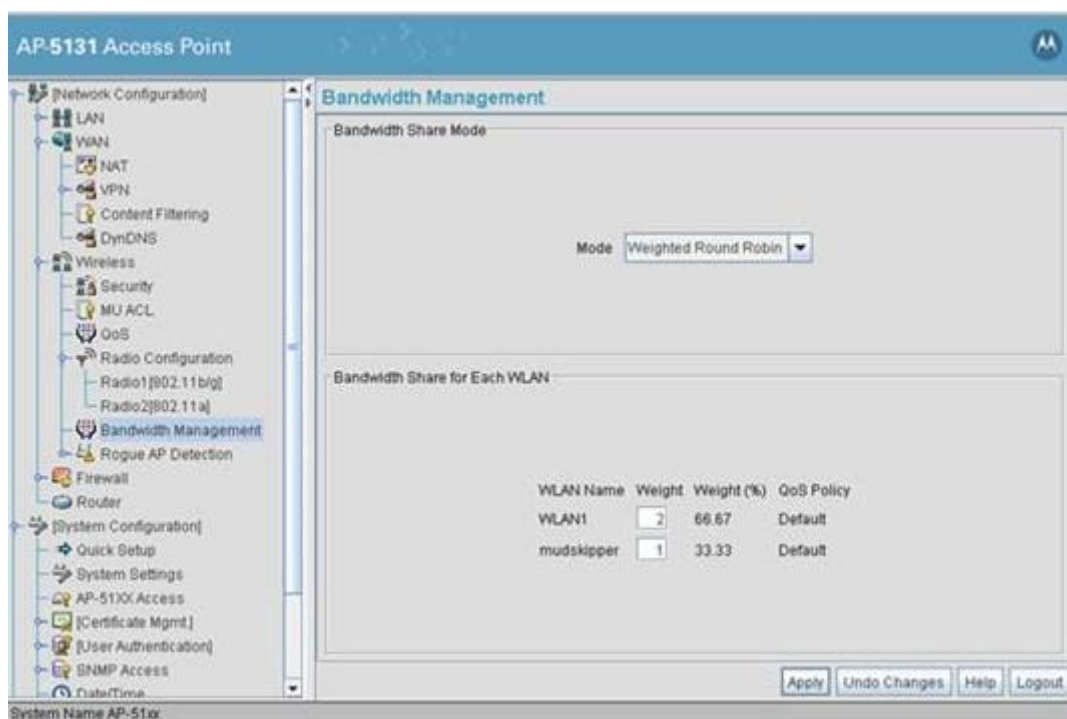 AP-5131 Access Point
[Network Configuration]
LAN
WAN
NAT
VPN
Content Filtering
DynDNS
Wireless
Security
MU ACL
QoS
Radio Configuration
Radio1[802.11b/g]
Radio2[802.11a]
Bandwidth Management
Rogue AP Detection
Firewall
Router
[System Configuration]
Quick Setup
System Settings
AP-51XX Access
[Certificate Mgmt.]
[User Authentication]
SNMP Access
Date/Time
System Name AP-51xx
Bandwidth Management
Bandwidth Share Mode
Mode Weighted Round Robin
Bandwidth Share for Each WLAN
WLAN Name Weight Weight (%) QoS Policy
WLAN1 2 66.67 Default
mudskipper 1 33.33 Default
Apply Undo Changes Help Logout